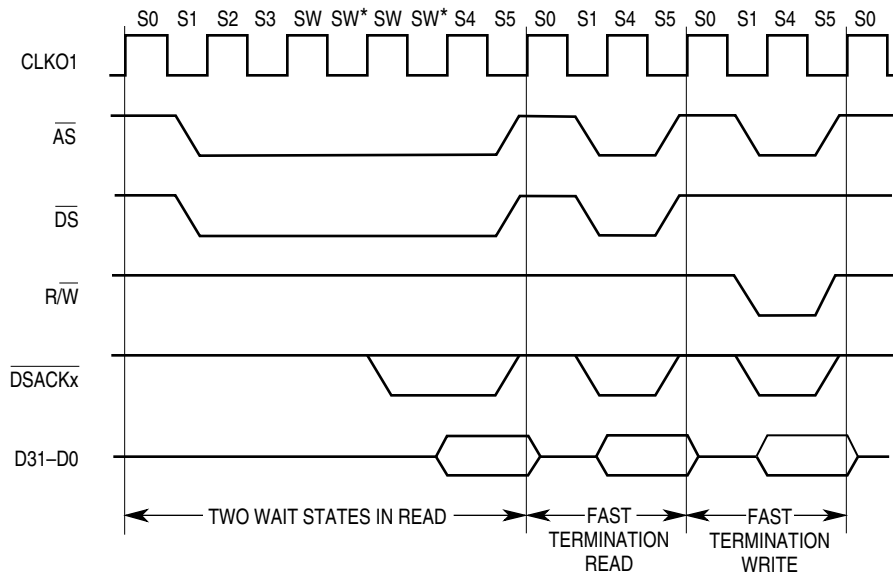 S0 S1 S2 S3 SW SW* SW SW* S4 S5 S0 S1 S4 S5 S0 S1 S4 S5 S0
CLKO1
AS
DS
R/W
DSACKx
D31–D0
TWO WAIT STATES IN READ
FAST
TERMINATION
READ
FAST
TERMINATION
WRITE